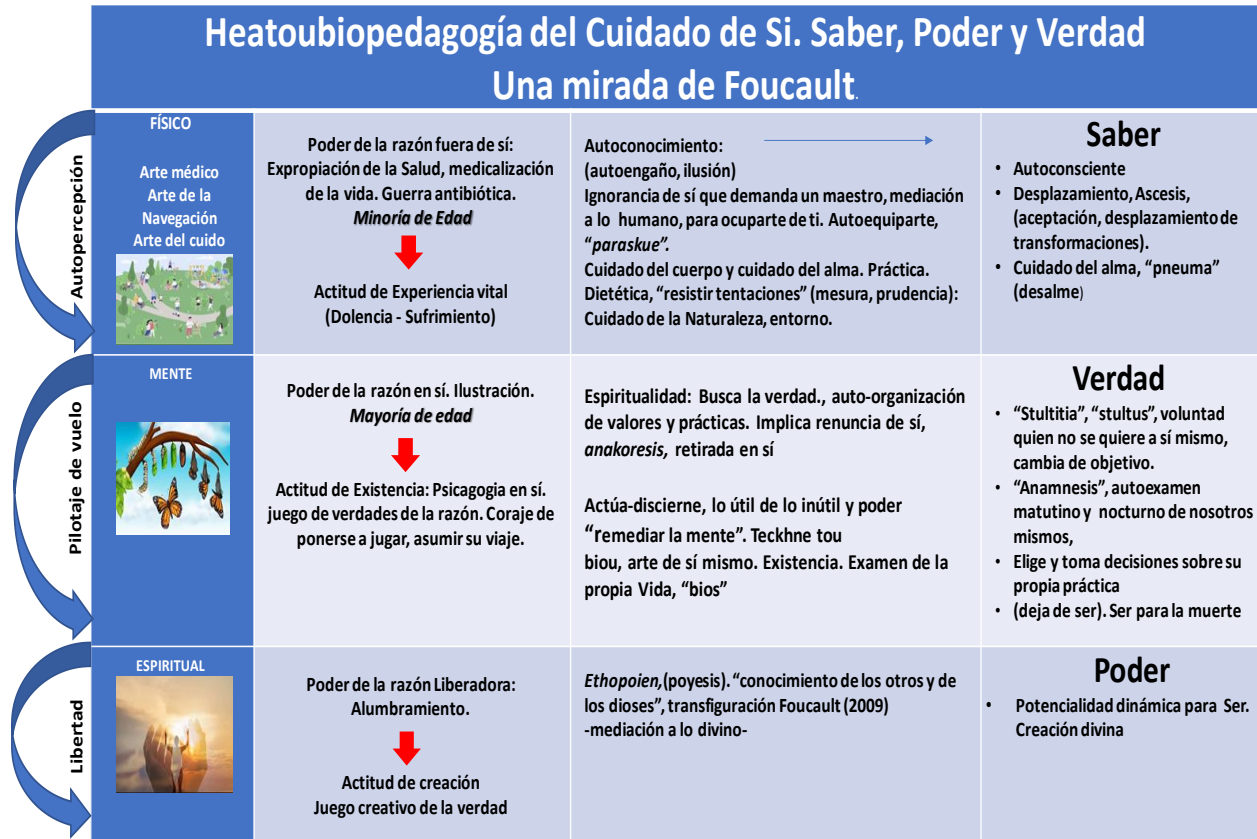 Heatoubiopedagogía del Cuidado de Si. Saber, Poder y Verdad
Una mirada de Foucault.
Autopercepción
FÍSICO
Arte médico
Arte de la
Navegación
Arte del cuido
Poder de la razón fuera de sí:
Expropiación de la Salud, medicalización
de la vida. Guerra antibiótica.
Minoría de Edad
Actitud de Experiencia vital
(Dolencia - Sufrimiento)
Autoconocimiento:
(autoengaño, ilusión)
Ignorancia de sí que demanda un maestro, mediación
a lo humano, para ocuparte de ti. Autoequiparte,
“paraskue”.
Cuidado del cuerpo y cuidado del alma. Práctica.
Dietética, “resistir tentaciones” (mesura, prudencia):
Cuidado de la Naturaleza, entorno.
Saber
• Autoconsciente
• Desplazamiento, Ascesis,
(aceptación, desplazamiento de
transformaciones).
• Cuidado del alma, “pneuma”
(desalme)
Pilotaje de vuelo
MENTE
Poder de la razón en sí. Ilustración.
Mayoría de edad
Actitud de Existencia: Psicagogia en sí.
juego de verdades de la razón. Coraje de
ponerse a jugar, asumir su viaje.
Espiritualidad: Busca la verdad., auto-organización
de valores y prácticas. Implica renuncia de sí,
anakoresis, retirada en sí
Actúa-discierne, lo útil de lo inútil y poder
“remediar la mente”. Teckhne tou
biou, arte de sí mismo. Existencia. Examen de la
propia Vida, “bios”
Verdad
• “Stultitia”, “stultus”, voluntad
quien no se quiere a sí mismo,
cambia de objetivo.
• “Anamnesis”, autoexamen
matutino y nocturno de nosotros
mismos,
• Elige y toma decisiones sobre su
propia práctica
• (deja de ser). Ser para la muerte
Libertad
ESPIRITUAL
Poder de la razón Liberadora:
Alumbramiento.
Actitud de creación
Juego creativo de la verdad
Ethopoien,(poyesis). “conocimiento de los otros y de
los dioses”, transfiguración Foucault (2009)
-mediación a lo divino-
Poder
• Potencialidad dinámica para Ser.
Creación divina